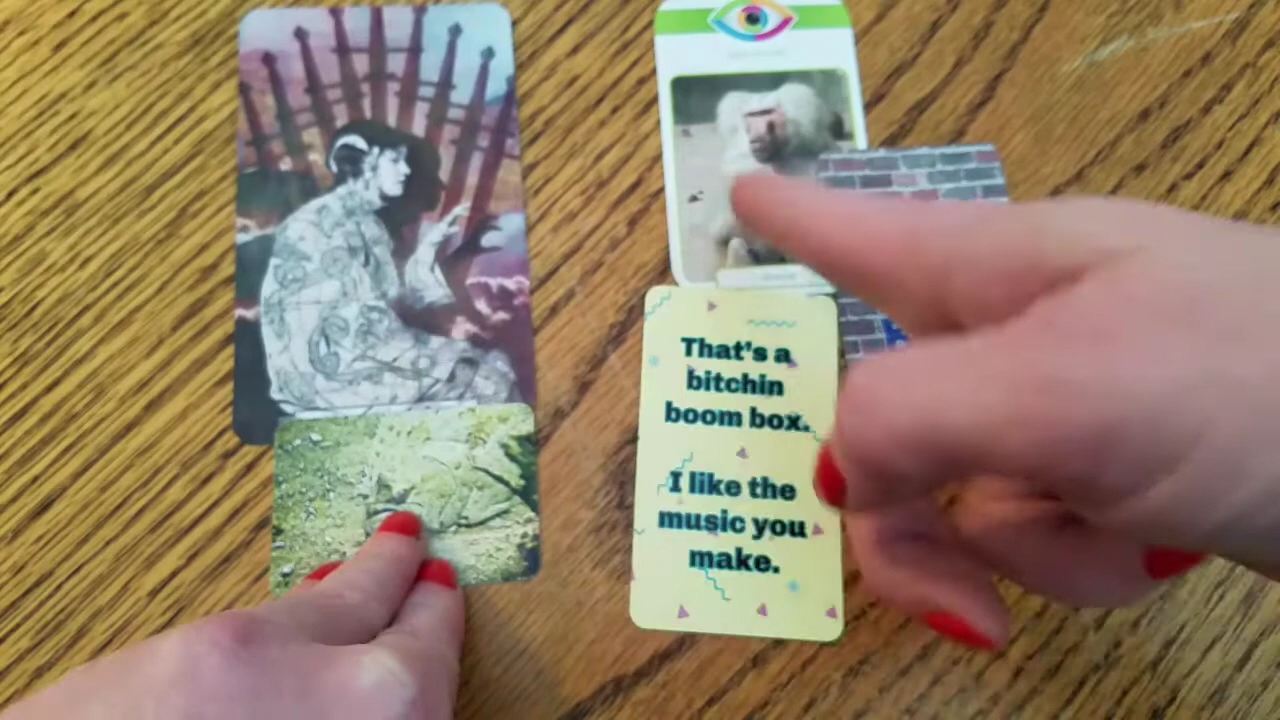 That's a
bitchin
boom box.
I like the
music you
make.